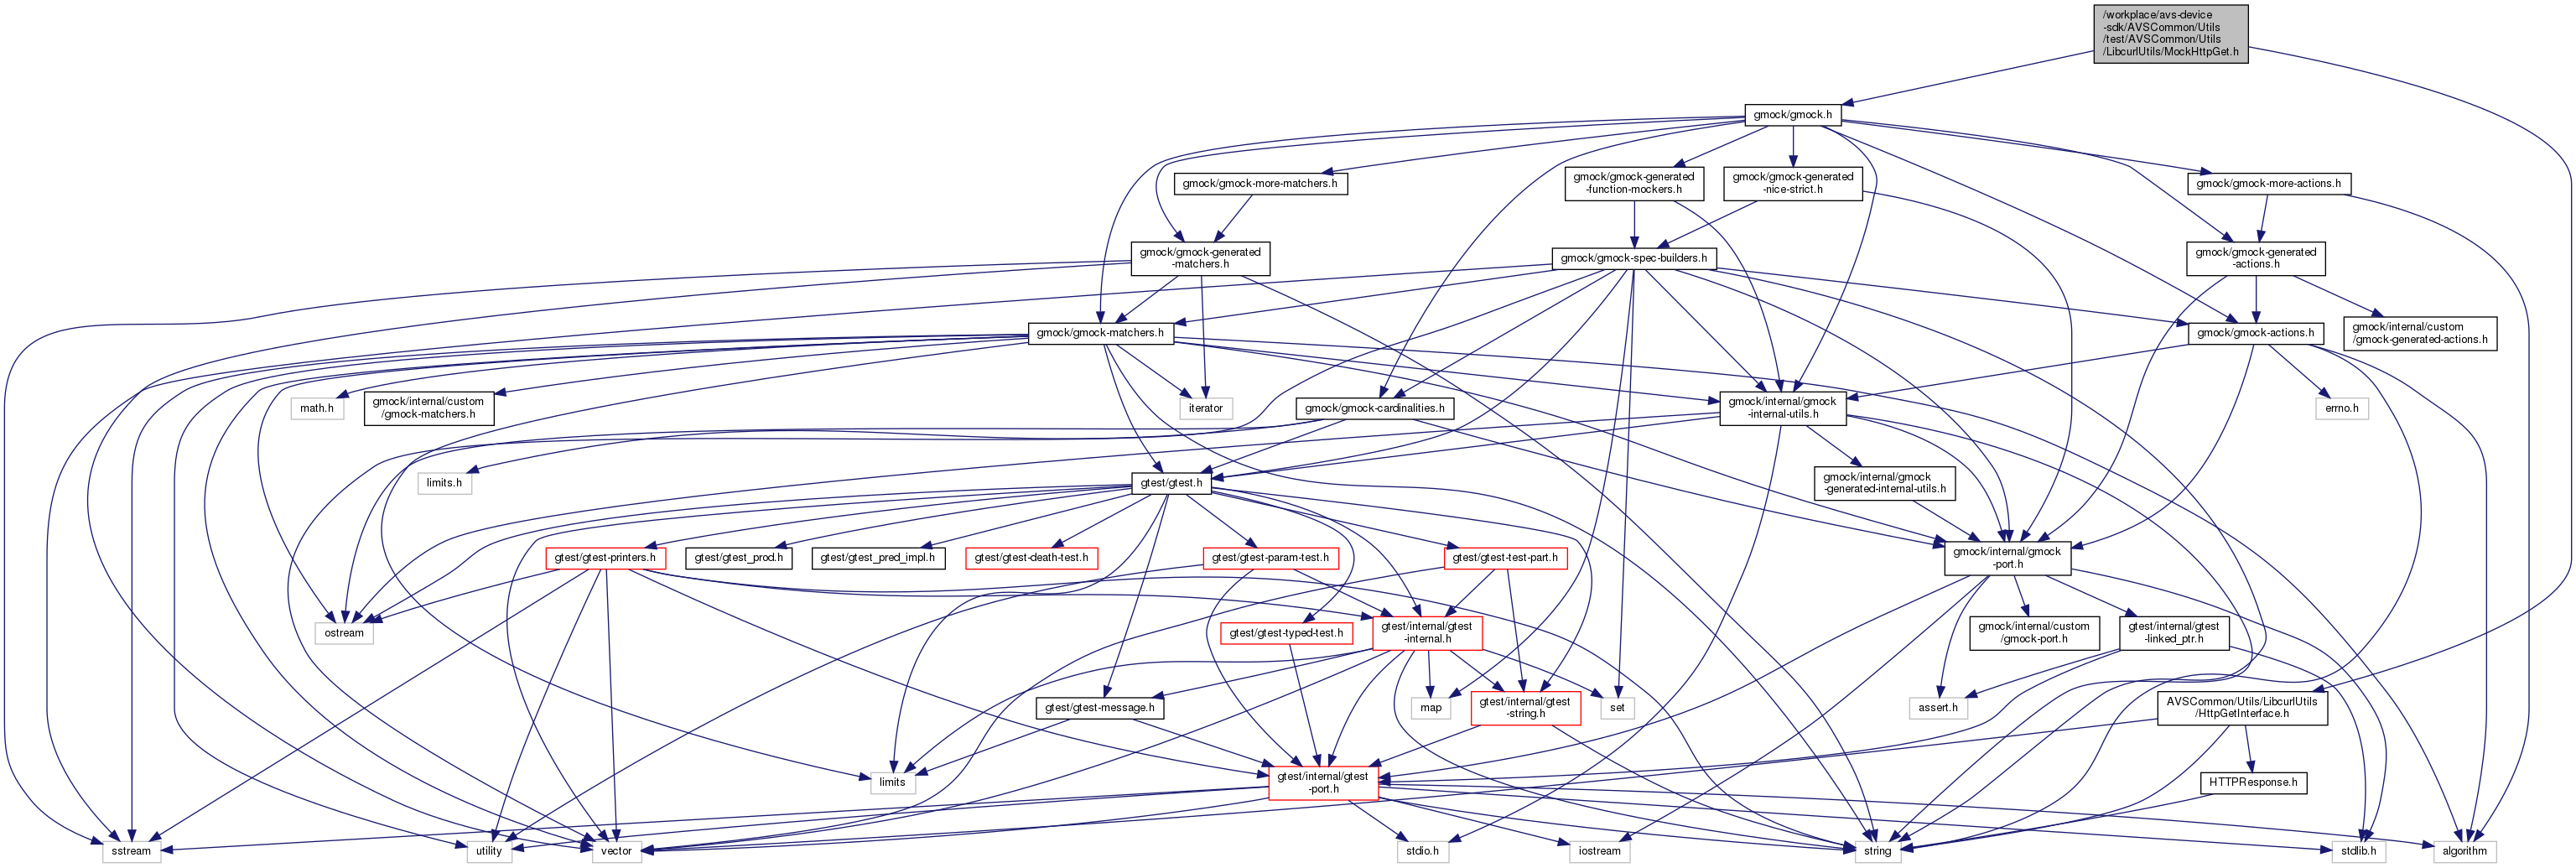 /workplace/avs-device
-sdk/AVSCommon/Utils
/test/AVSCommon/Utils
/LibcurlUtils/MockHttpGet.h
gmock/gmock.h
gmock/gmock-more-matchers.h
gmock/gmock-generated
-function-mockers.h
gmock/gmock-generated
-nice-strict.h
gmock/gmock-more-actions.h
gmock/gmock-generated
-matchers.h
gmock/gmock-spec-builders.h
gmock/gmock-generated
-actions.h
gmock/gmock-matchers.h
gmock/gmock-actions.h
gmock/internal/custom
/gmock-generated-actions.h
math.h
gmock/internal/custom
/gmock-matchers.h
iterator
gmock/gmock-cardinalities.h
gmock/internal/gmock
-internal-utils.h
errno.h
limits.h
gtest/gtest.h
gmock/internal/gmock
-generated-internal-utils.h
gtest/gtest-printers.h
gtest/gtest_prod.h
gtest/gtest_pred_impl.h
gtest/gtest-death-test.h
gtest/gtest-param-test.h
gtest/gtest-test-part.h
gmock/internal/gmock
-port.h
ostream
gtest/gtest-typed-test.h
gtest/internal/gtest
-internal.h
gmock/internal/custom
/gmock-port.h
gtest/internal/gtest
-linked_ptr.h
gtest/gtest-message.h
map
gtest/internal/gtest
-string.h
set
assert.h
AVSCommon/Utils/LibcurlUtils
/HttpGetInterface.h
limits
gtest/internal/gtest
-port.h
HTTPResponse.h
sstream
utility
vector
stdio.h
iostream
string
stdlib.h
algorithm